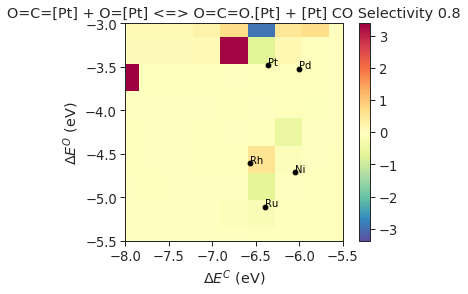 O=C=[Pt] + O=[Pt] <=> O=C=O.[Pt] + [Pt] CO Selectivity 0.8
−3.0
−3.5
−4.0
−4.5
−5.0
−5.5
ΔE^O (eV)
Pt
Pd
Rh
Ni
Ru
−8.0 −7.5 −7.0 −6.5 −6.0 −5.5
ΔE^C (eV)
3
2
1
0
−1
−2
−3